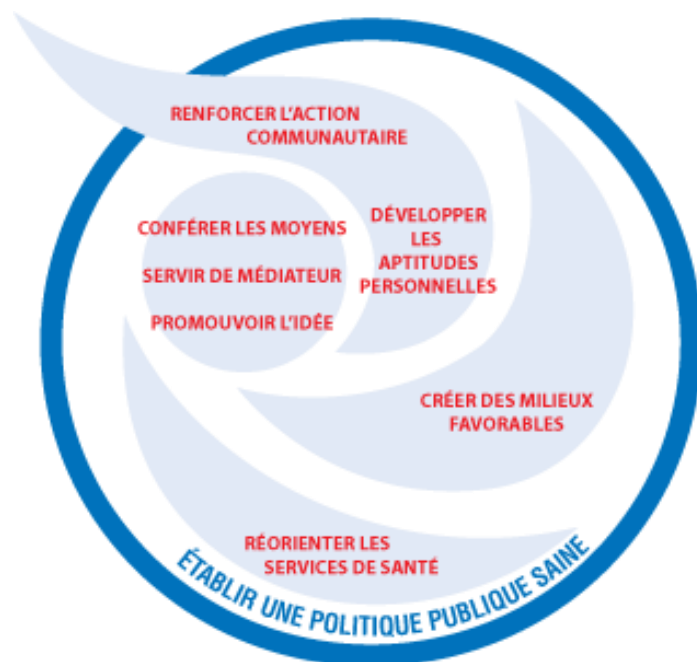 RENFORCER L'ACTION
COMMUNAUTAIRE
CONFÉRER LES MOYENS
SERVIR DE MÉDIATEUR
PROMOUVOIR L'IDÉE
DÉVELOPPER
LES
APTITUDES
PERSONNELLES
CRÉER DES MILIEUX
FAVORABLES
RÉORIENTER LES
SERVICES DE SANTÉ
ÉTABLIR UNE POLITIQUE PUBLIQUE SAINE